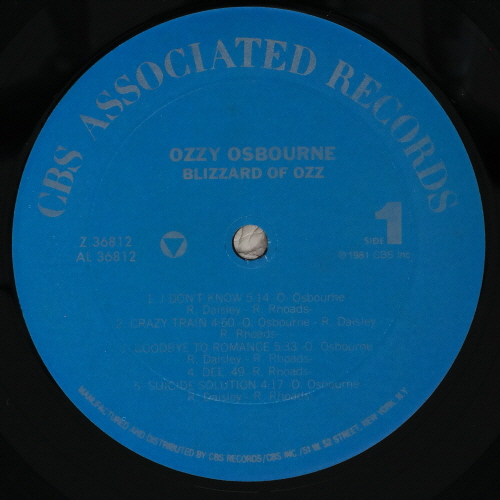 CBS ASSOCIATED RECORDS
OZZY OSBOURNE
BLIZZARD OF OZZ
Z 36812
AL 36812
SIDE 1
℗ 1981 CBS Inc.
1. I DON'T KNOW 5:14 -O. Osbourne -
R. Daisley - R. Rhoads-
2. CRAZY TRAIN 4:50 -O. Osbourne - R. Daisley
R. Rhoads-
3. GOODBYE TO ROMANCE 5:33 -O. Osbourne
R. Daisley - R. Rhoads-
4. DEE :49 -R. Rhoads-
5. SUICIDE SOLUTION 4:17 -O. Osbourne -
R. Daisley - R. Rhoads-
MANUFACTURED AND DISTRIBUTED BY CBS RECORDS/CBS INC. /51 W. 52 STREET, NEW YORK, N.Y.